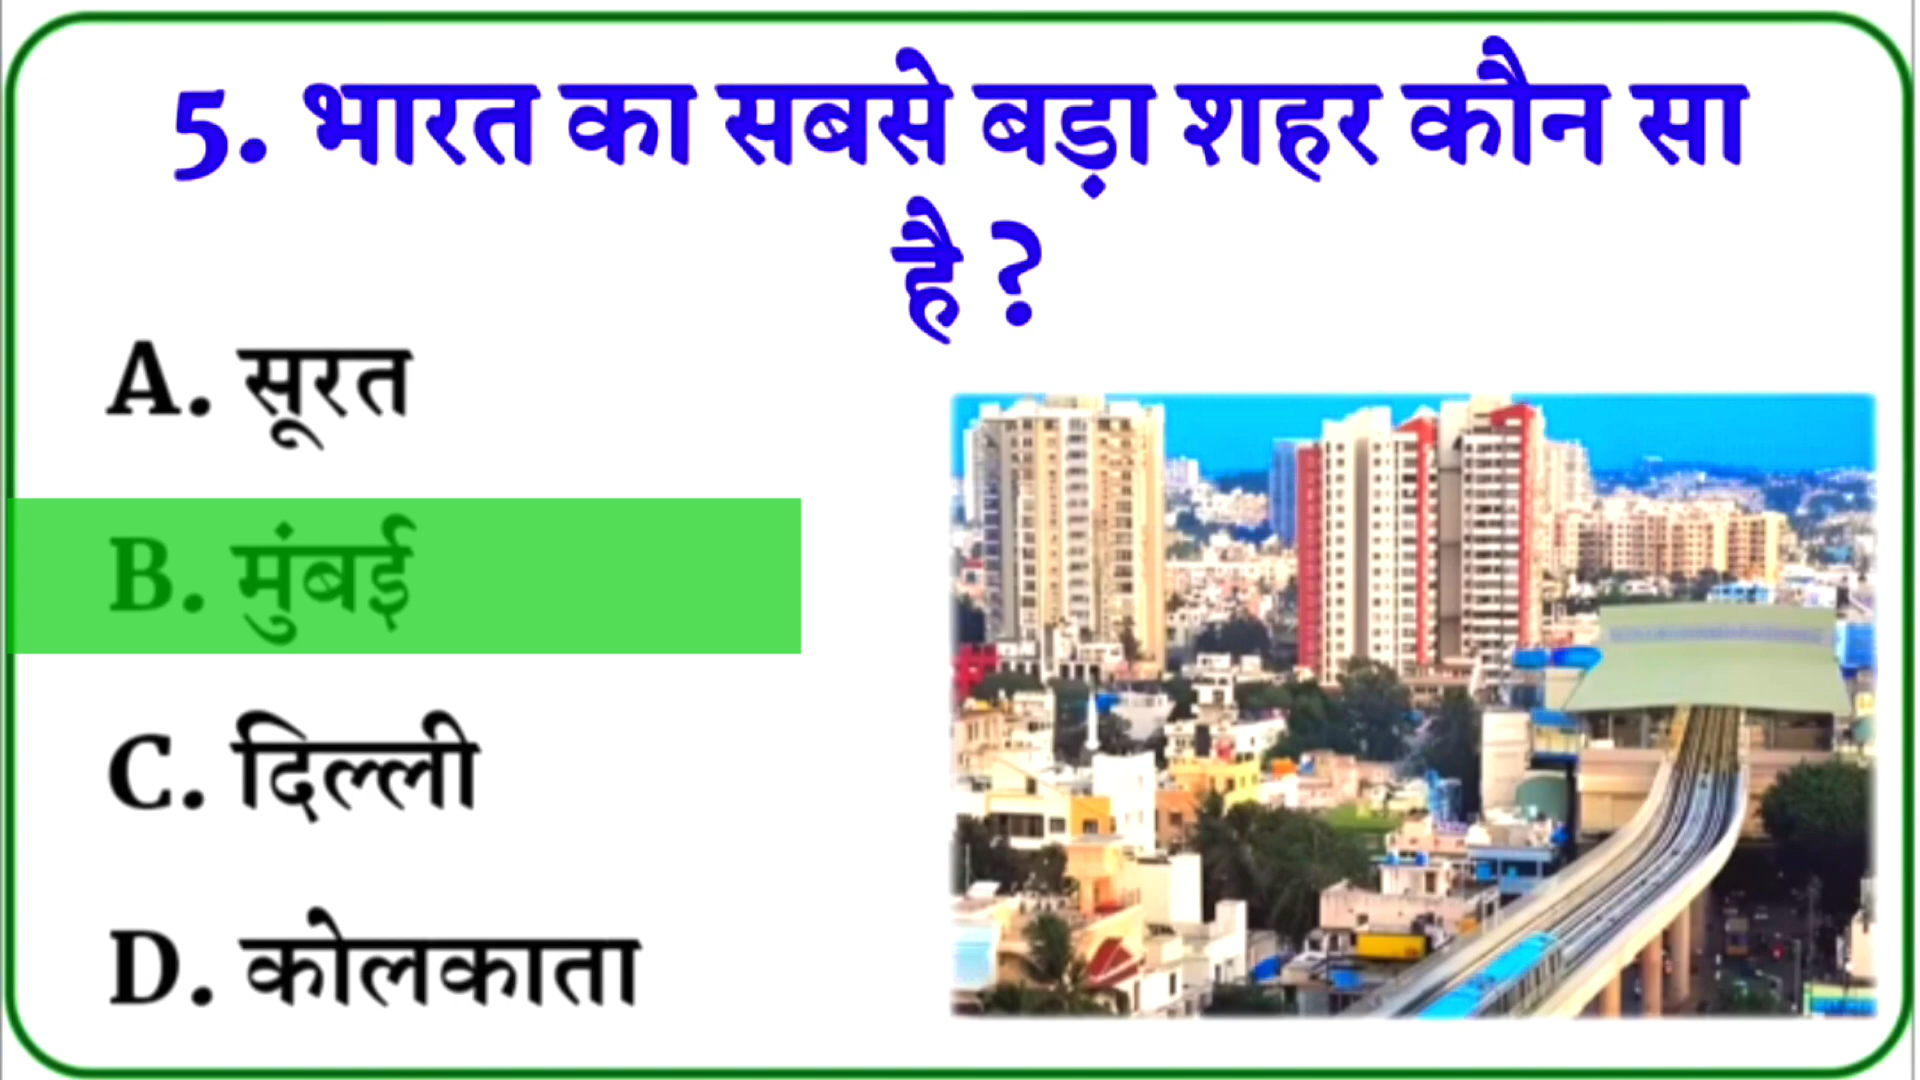 5. भारत का सबसे बड़ा शहर कौन सा
है ?
A. सूरत
B. मुंबई
C. दिल्ली
D. कोलकाता